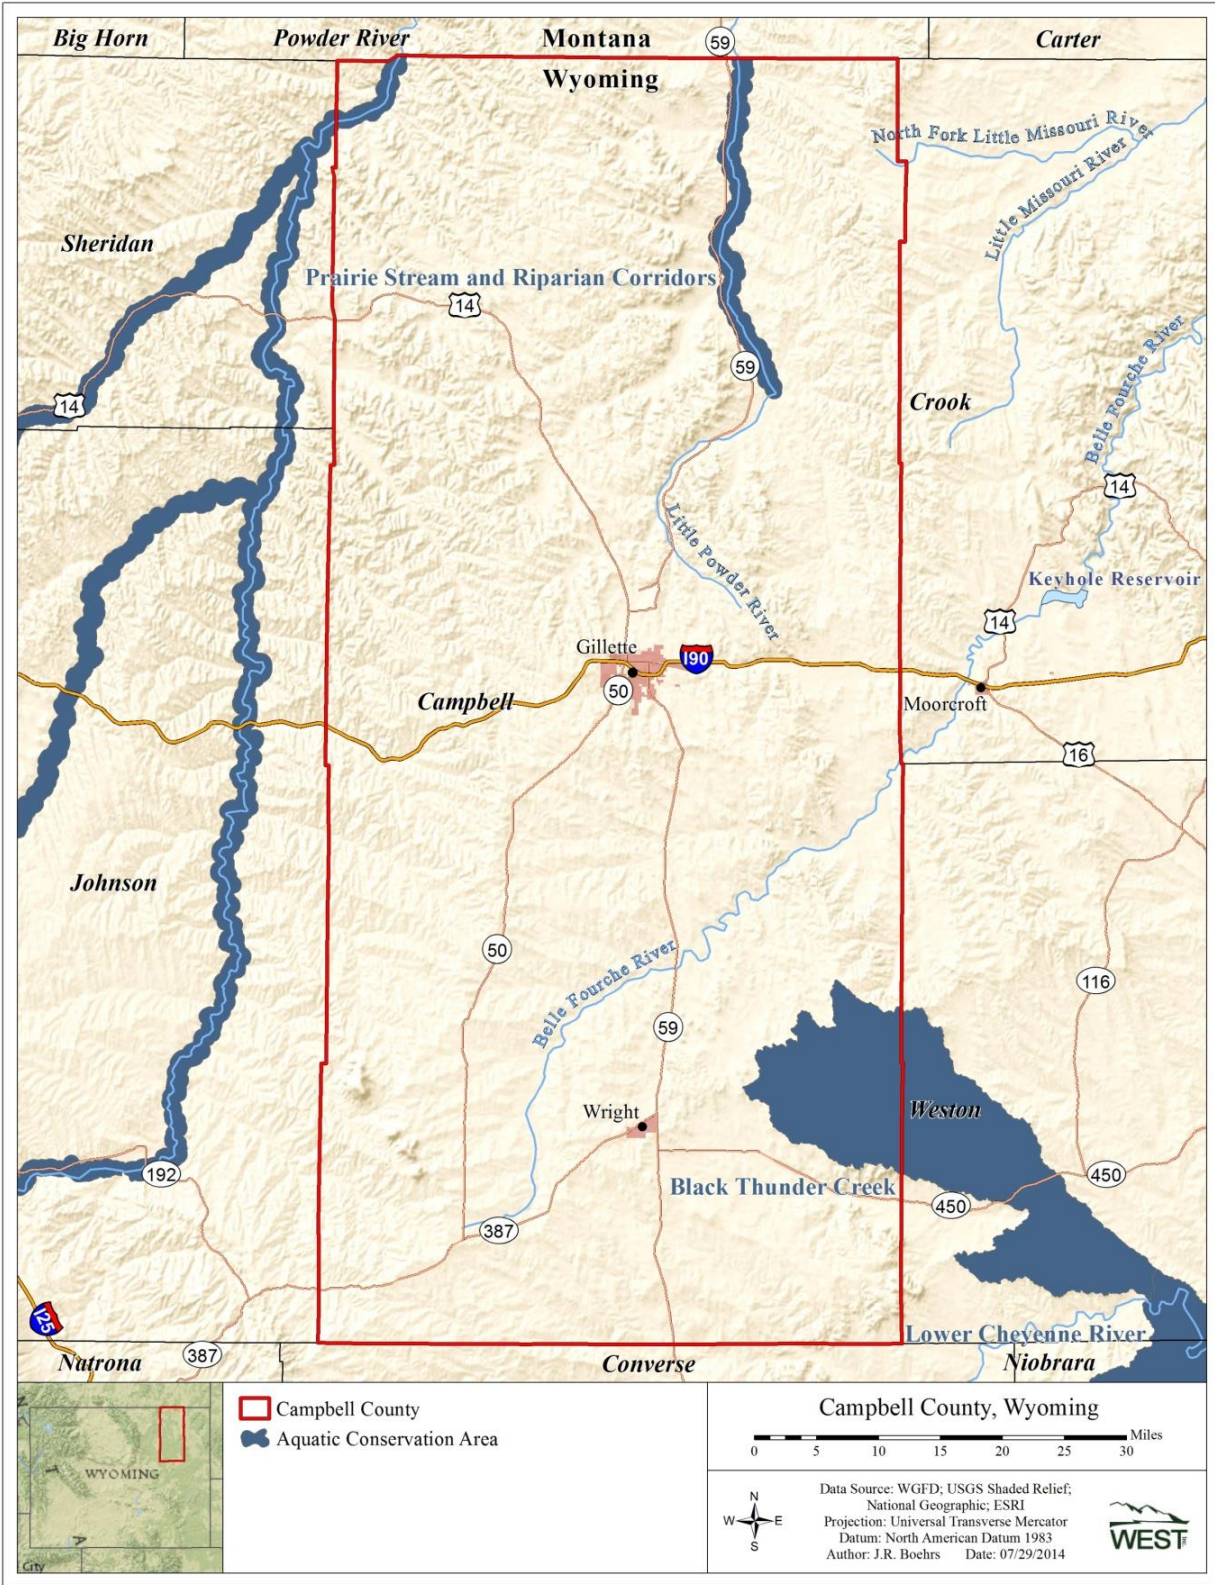 Big Horn
Powder River
Montana
59
Carter
Wyoming
North Fork Little Missouri River
Little Missouri River
Sheridan
Prairie Stream and Riparian Corridors
14
59
14
Crook
Belle Fourche River
14
Little Powder River
Keyhole Reservoir
14
Gillette
I90
50
Campbell
Moorcroft
16
Johnson
50
Belle Fourche River
116
59
Wright
Weston
192
450
Black Thunder Creek
450
387
I25
Lower Cheyenne River
Natrona
387
Converse
Niobrara
WYOMING
City
Campbell County
Aquatic Conservation Area
Campbell County, Wyoming
Miles
0 5 10 15 20 25 30
N
W E
S
Data Source: WGFD; USGS Shaded Relief;
National Geographic; ESRI
Projection: Universal Transverse Mercator
Datum: North American Datum 1983
Author: J.R. Boehrs Date: 07/29/2014
WEST